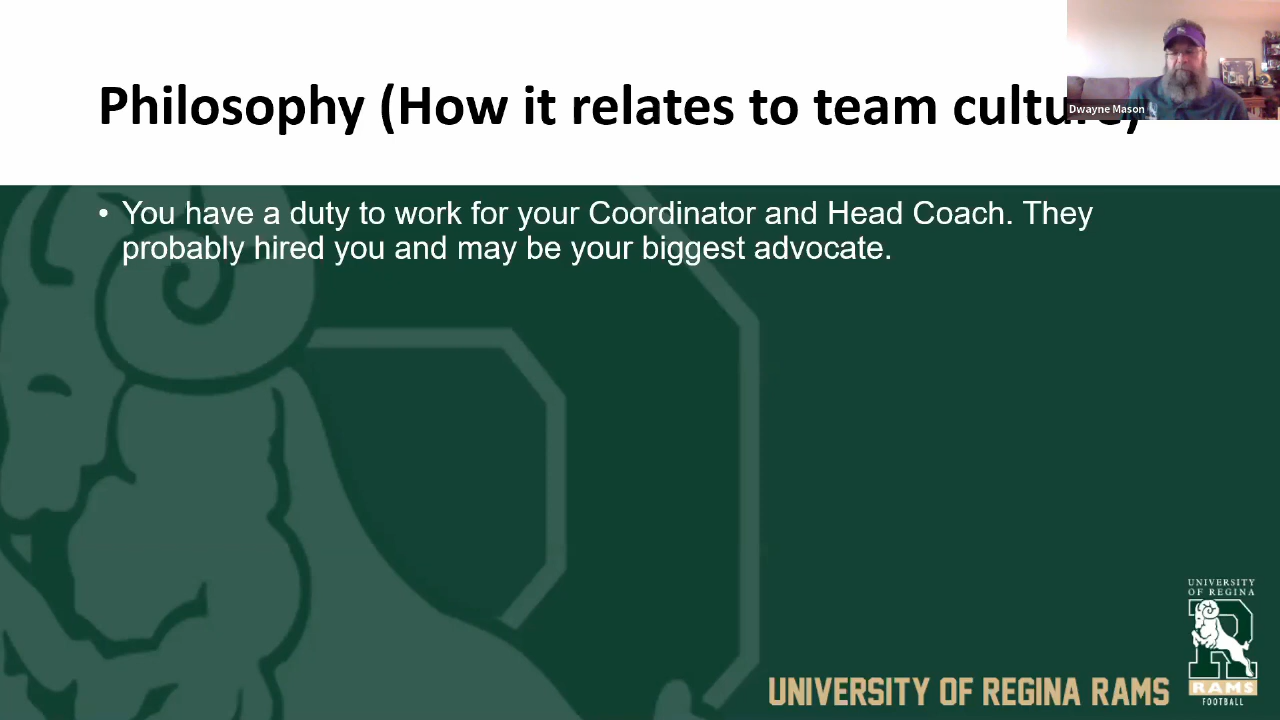 Philosophy (How it relates to team culture)
Dwayne Mason
• You have a duty to work for your Coordinator and Head Coach. They
probably hired you and may be your biggest advocate.
UNIVERSITY
OF REGINA
R
RAMS
FOOTBALL
UNIVERSITY OF REGINA RAMS